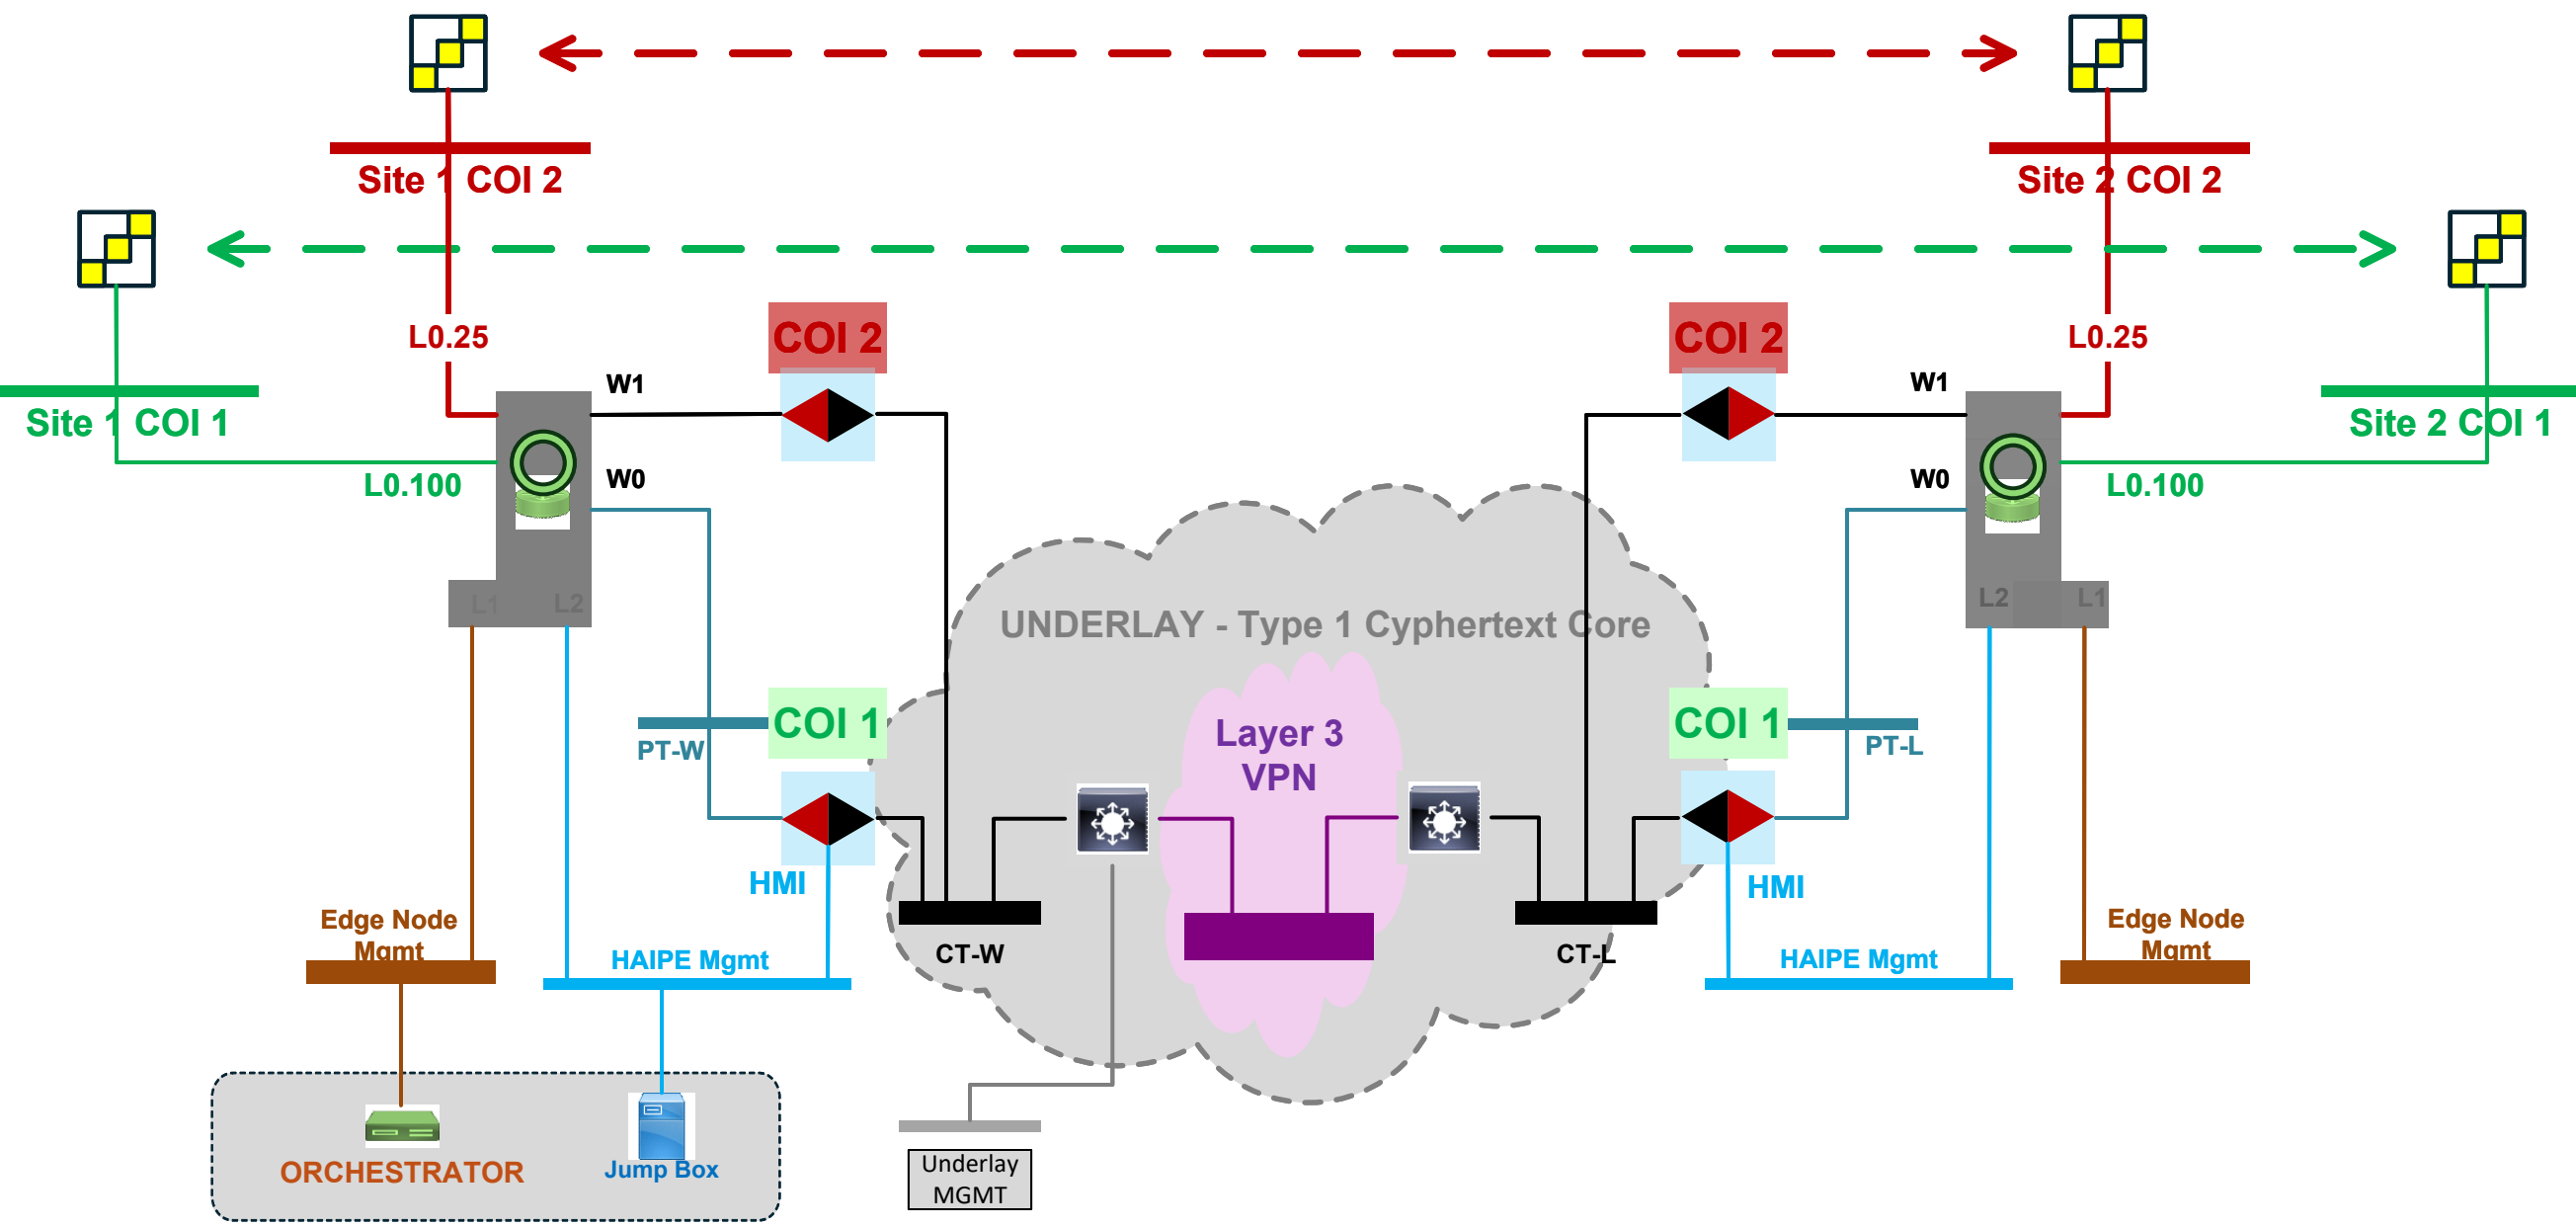 Site 1 COI 2
Site 2 COI 2
L0.25
COI 2
COI 2
L0.25
W1
W1
Site 1 COI 1
Site 2 COI 1
L0.100
W0
W0
L0.100
L1
L2
L2
L1
UNDERLAY - Type 1 Cyphertext Core
COI 1
Layer 3
VPN
COI 1
PT-W
PT-L
HMI
HMI
Edge Node
Mgmt
HAIPE Mgmt
CT-W
CT-L
HAIPE Mgmt
Edge Node
Mgmt
ORCHESTRATOR
Jump Box
Underlay
MGMT